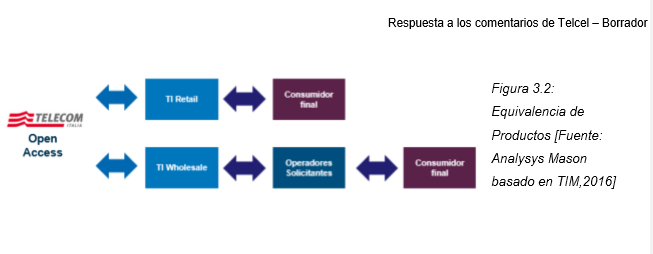 Respuesta a los comentarios de Telcel – Borrador
TELECOM
ITALIA
Open
Access
TI Retail
Consumidor
final
TI Wholesale
Operadores
Solicitantes
Consumidor
final
Figura 3.2:
Equivalencia de
Productos [Fuente:
Analysys Mason
basado en TIM,2016]